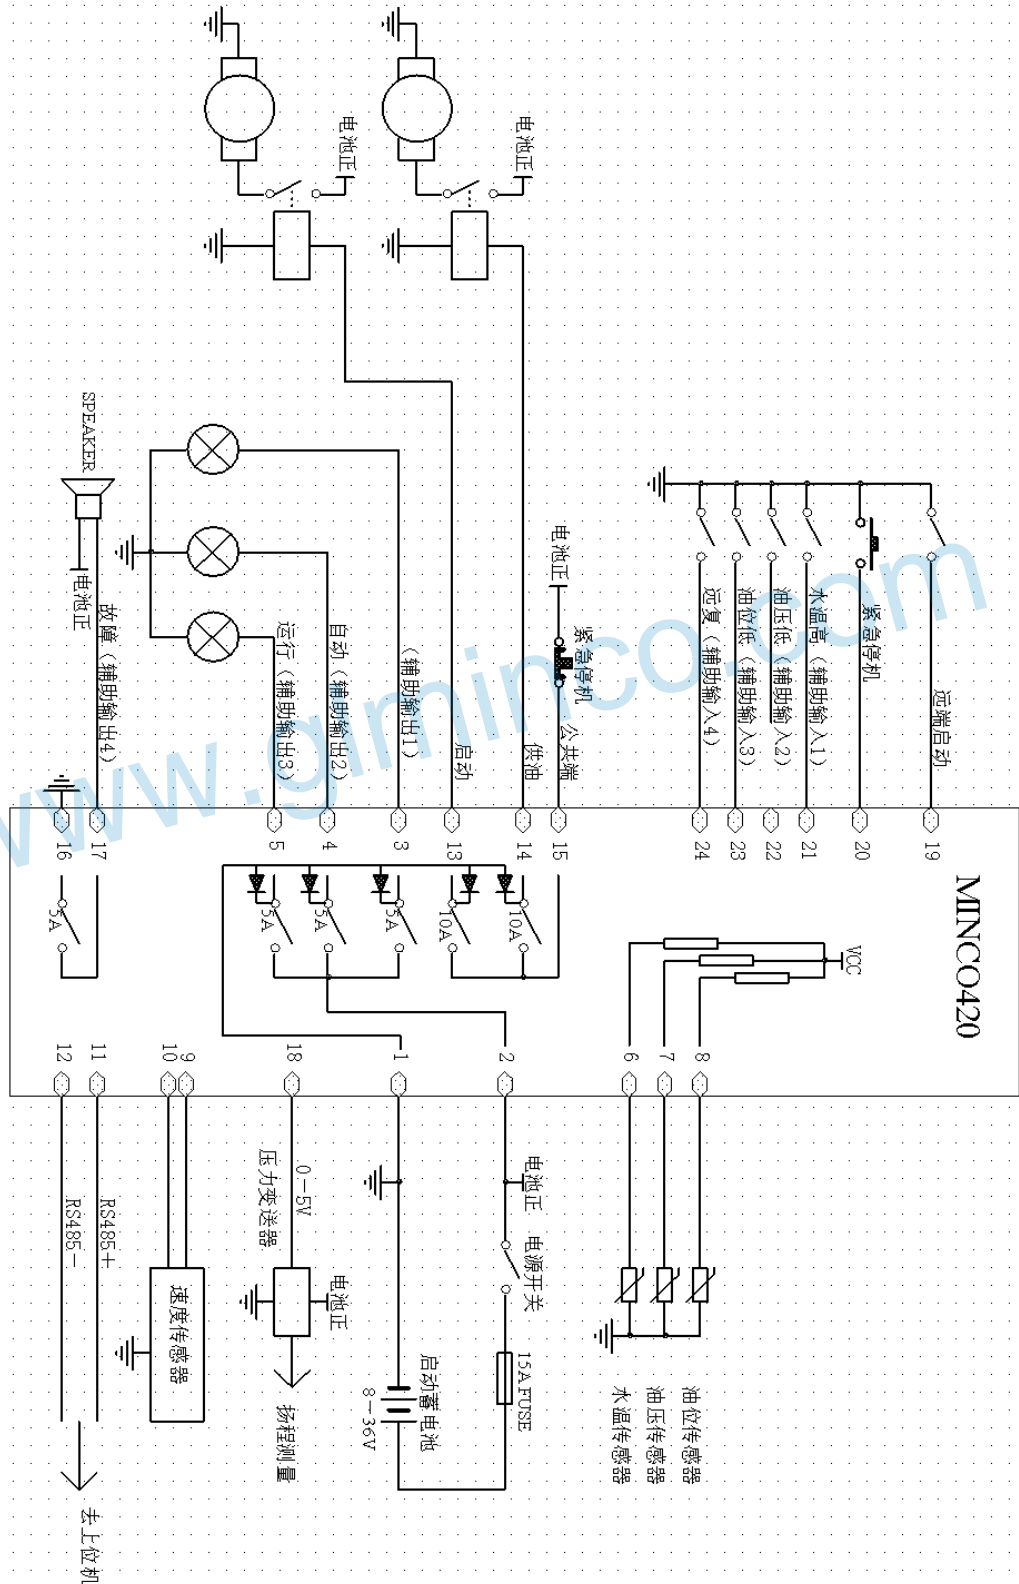 MINCO420
远端启动
紧急停机
水温高（辅助输入1）
油压低（辅助输入2）
油位低（辅助输入3）
远复（辅助输入4）
19
20
21
22
23
24
VCC
8
7
6
油位传感器
油压传感器
水温传感器
电池正
紧急停机
公共端
供油
启动
（辅助输出1）
自动（辅助输出2）
运行（辅助输出3）
故障（辅助输出4）
15
14
13
3
4
5
17
16
10A
10A
5A
5A
5A
5A
电池正
电池正
SPEAKER
电池正
2
1
18
9
10
11
12
电池正
电源开关
15A FUSE
启动蓄电池
8－36V
0－5V
压力变送器
电池正
扬程测量
速度传感器
RS485＋
RS485－
去上位机
www.giminco.com